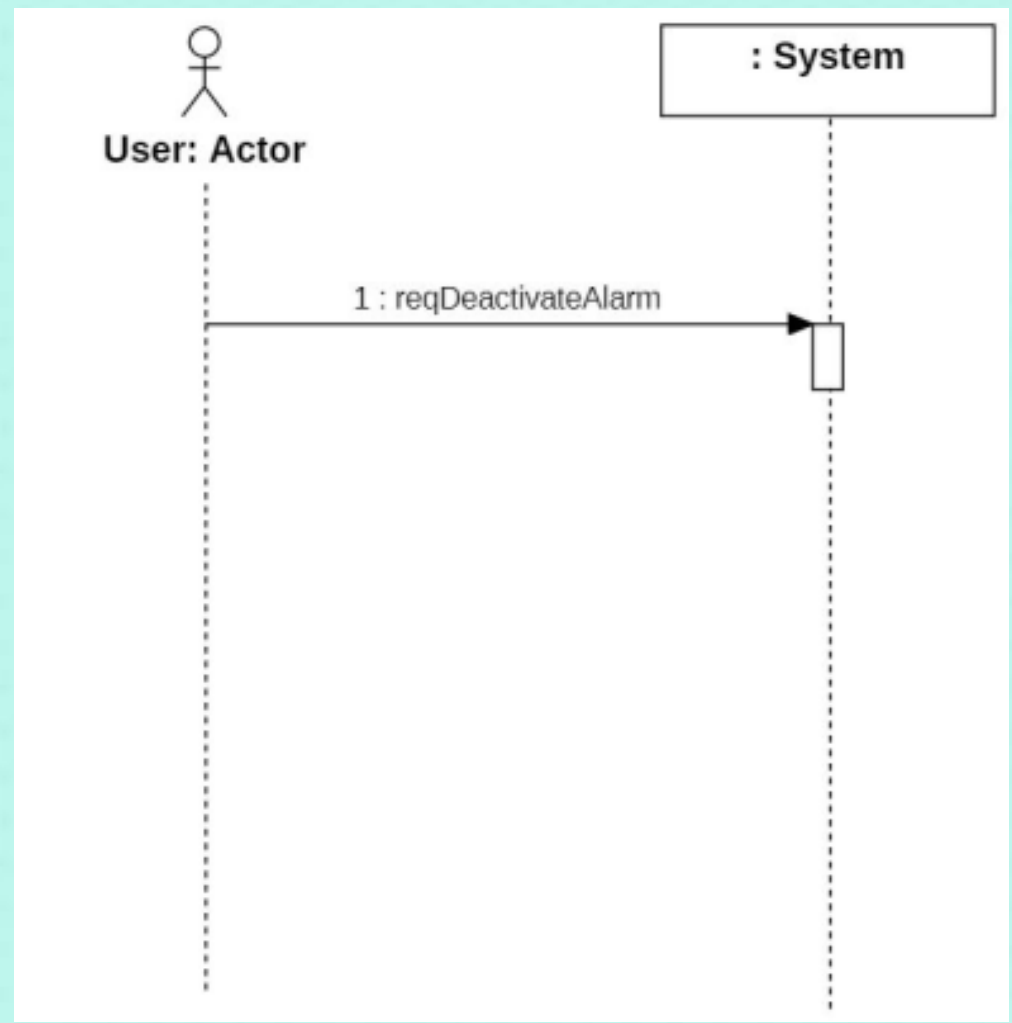 : System
User: Actor
1 : reqDeactivateAlarm